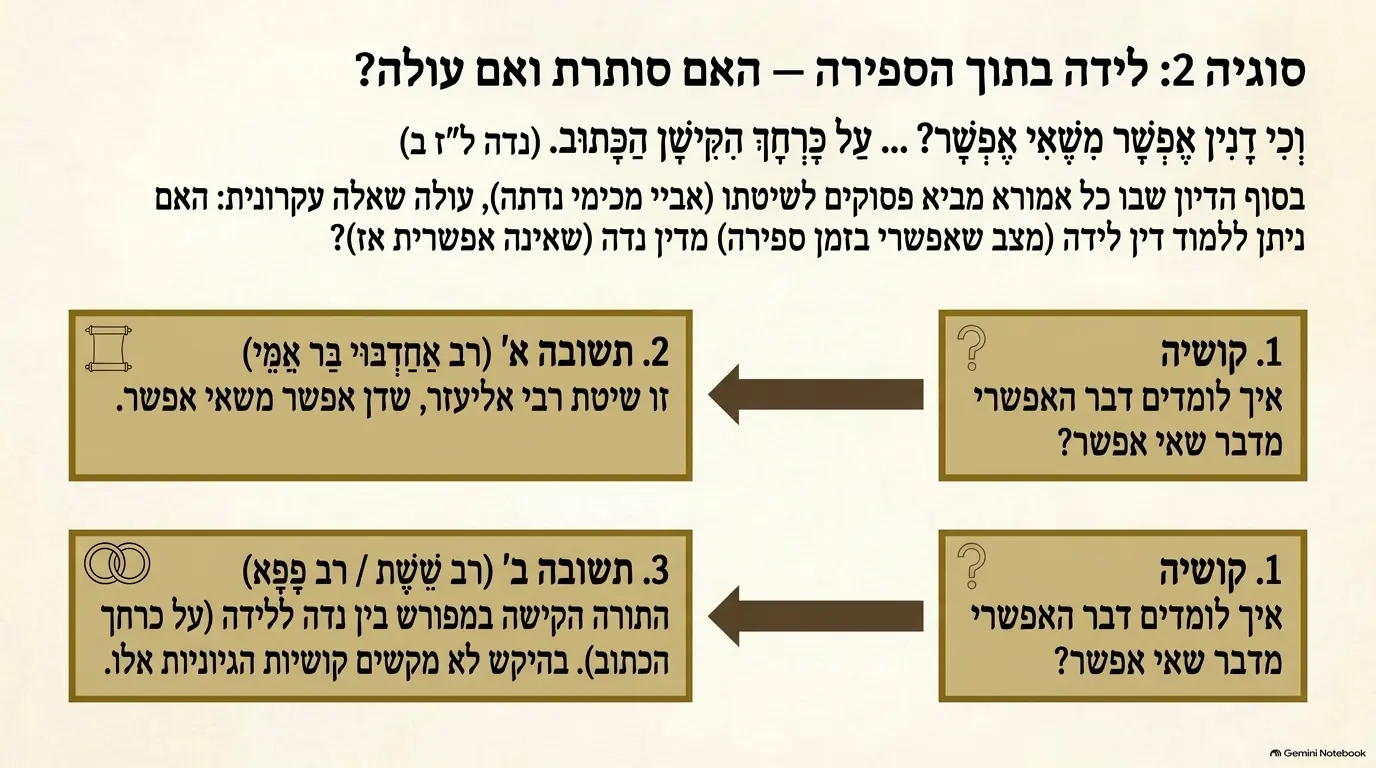 סוגיה 2: לידה בתוך הספירה – האם סותרת ואם עולה?
וְכִי דָנִין אֶפְשָׁר מִשֶּׁאִי אֶפְשָׁר? ... עַל כׇּרְחָךְ הִקִּישָׁן הַכָּתוּב. (נדה ל"ז ב)
בסוף הדיון שבו כל אמורא מביא פסוקים לשיטתו (אביי מכימי נדתה), עולה שאלה עקרונית: האם
ניתן ללמוד דין לידה (מצב שאפשרי בזמן ספירה) מדין נדה (שאינה אפשרית אז)?
1. קושיה
איך לומדים דבר האפשרי
מדבר שאי אפשר?
2. תשובה א' (רב אַחַדְבּוּי בַּר אַמֵּי)
זו שיטת רבי אליעזר, שדן אפשר משאי אפשר.
1. קושיה
איך לומדים דבר האפשרי
מדבר שאי אפשר?
3. תשובה ב' (רב שֵׁשֶׁת / רב פָּפָּא)
התורה הקישה במפורש בין נדה ללידה (על כרחך
הכתוב). בהיקש לא מקשים קושיות הגיוניות אלו.
Gemini Notebook